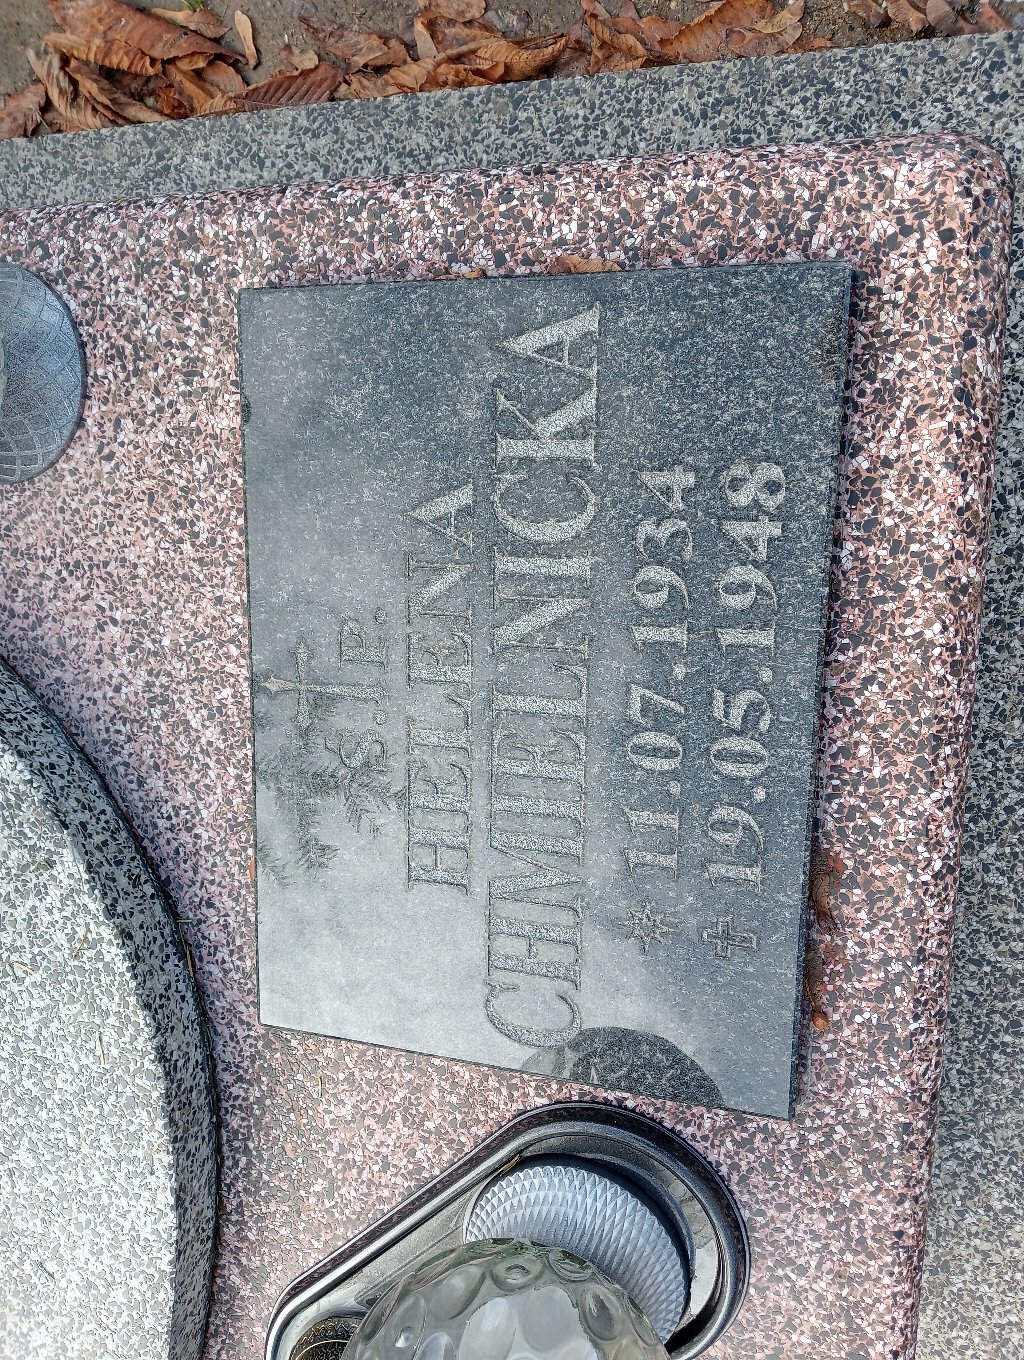 Ś.P.
HELENA
CHMIELNICKA
11.07.1934
19.05.1948